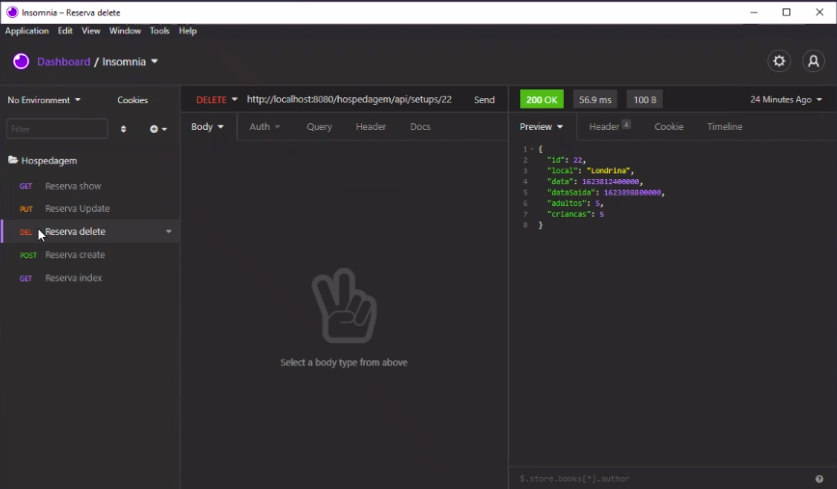 Insomnia – Reserva delete
Application Edit View Window Tools Help
Dashboard / Insomnia
No Environment Cookies
DELETE http://localhost:8080/hospedagem/api/setups/22 Send
200 OK 56.9 ms 100 B 24 Minutes Ago
Filter
Body Auth Query Header Docs
Preview Header 4 Cookie Timeline
Hospedagem
GET Reserva show
PUT Reserva Update
DEL Reserva delete
POST Reserva create
GET Reserva index
Select a body type from above
1 {
2 "id": 22,
3 "local": "Londrina",
4 "data": 1623812400000,
5 "dataSaida": 1623898800000,
6 "adultos": 5,
7 "criancas": 5
8 }
$.store.books[*].author